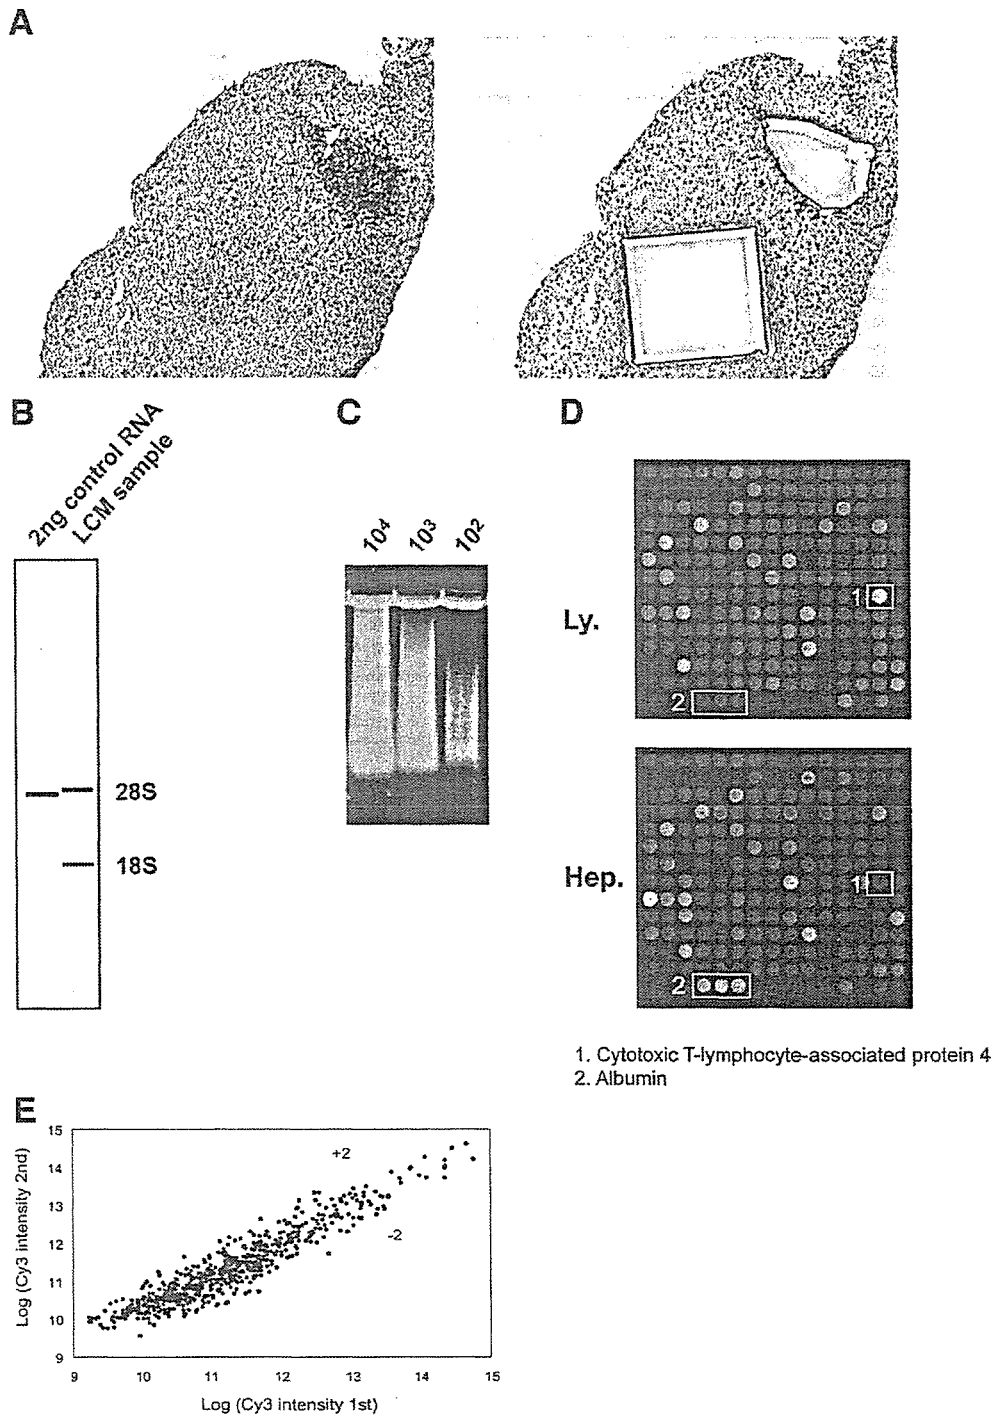 A
B
2ng control RNA
LCM sample
28S
18S
C
10⁴ 10³ 10²
D
Ly.
1
2
Hep.
1
2
1. Cytotoxic T-lymphocyte-associated protein 4
2. Albumin
E
15
14
13
12
11
10
9
Log (Cy3 intensity 2nd)
+2
-2
9 10 11 12 13 14 15
Log (Cy3 intensity 1st)